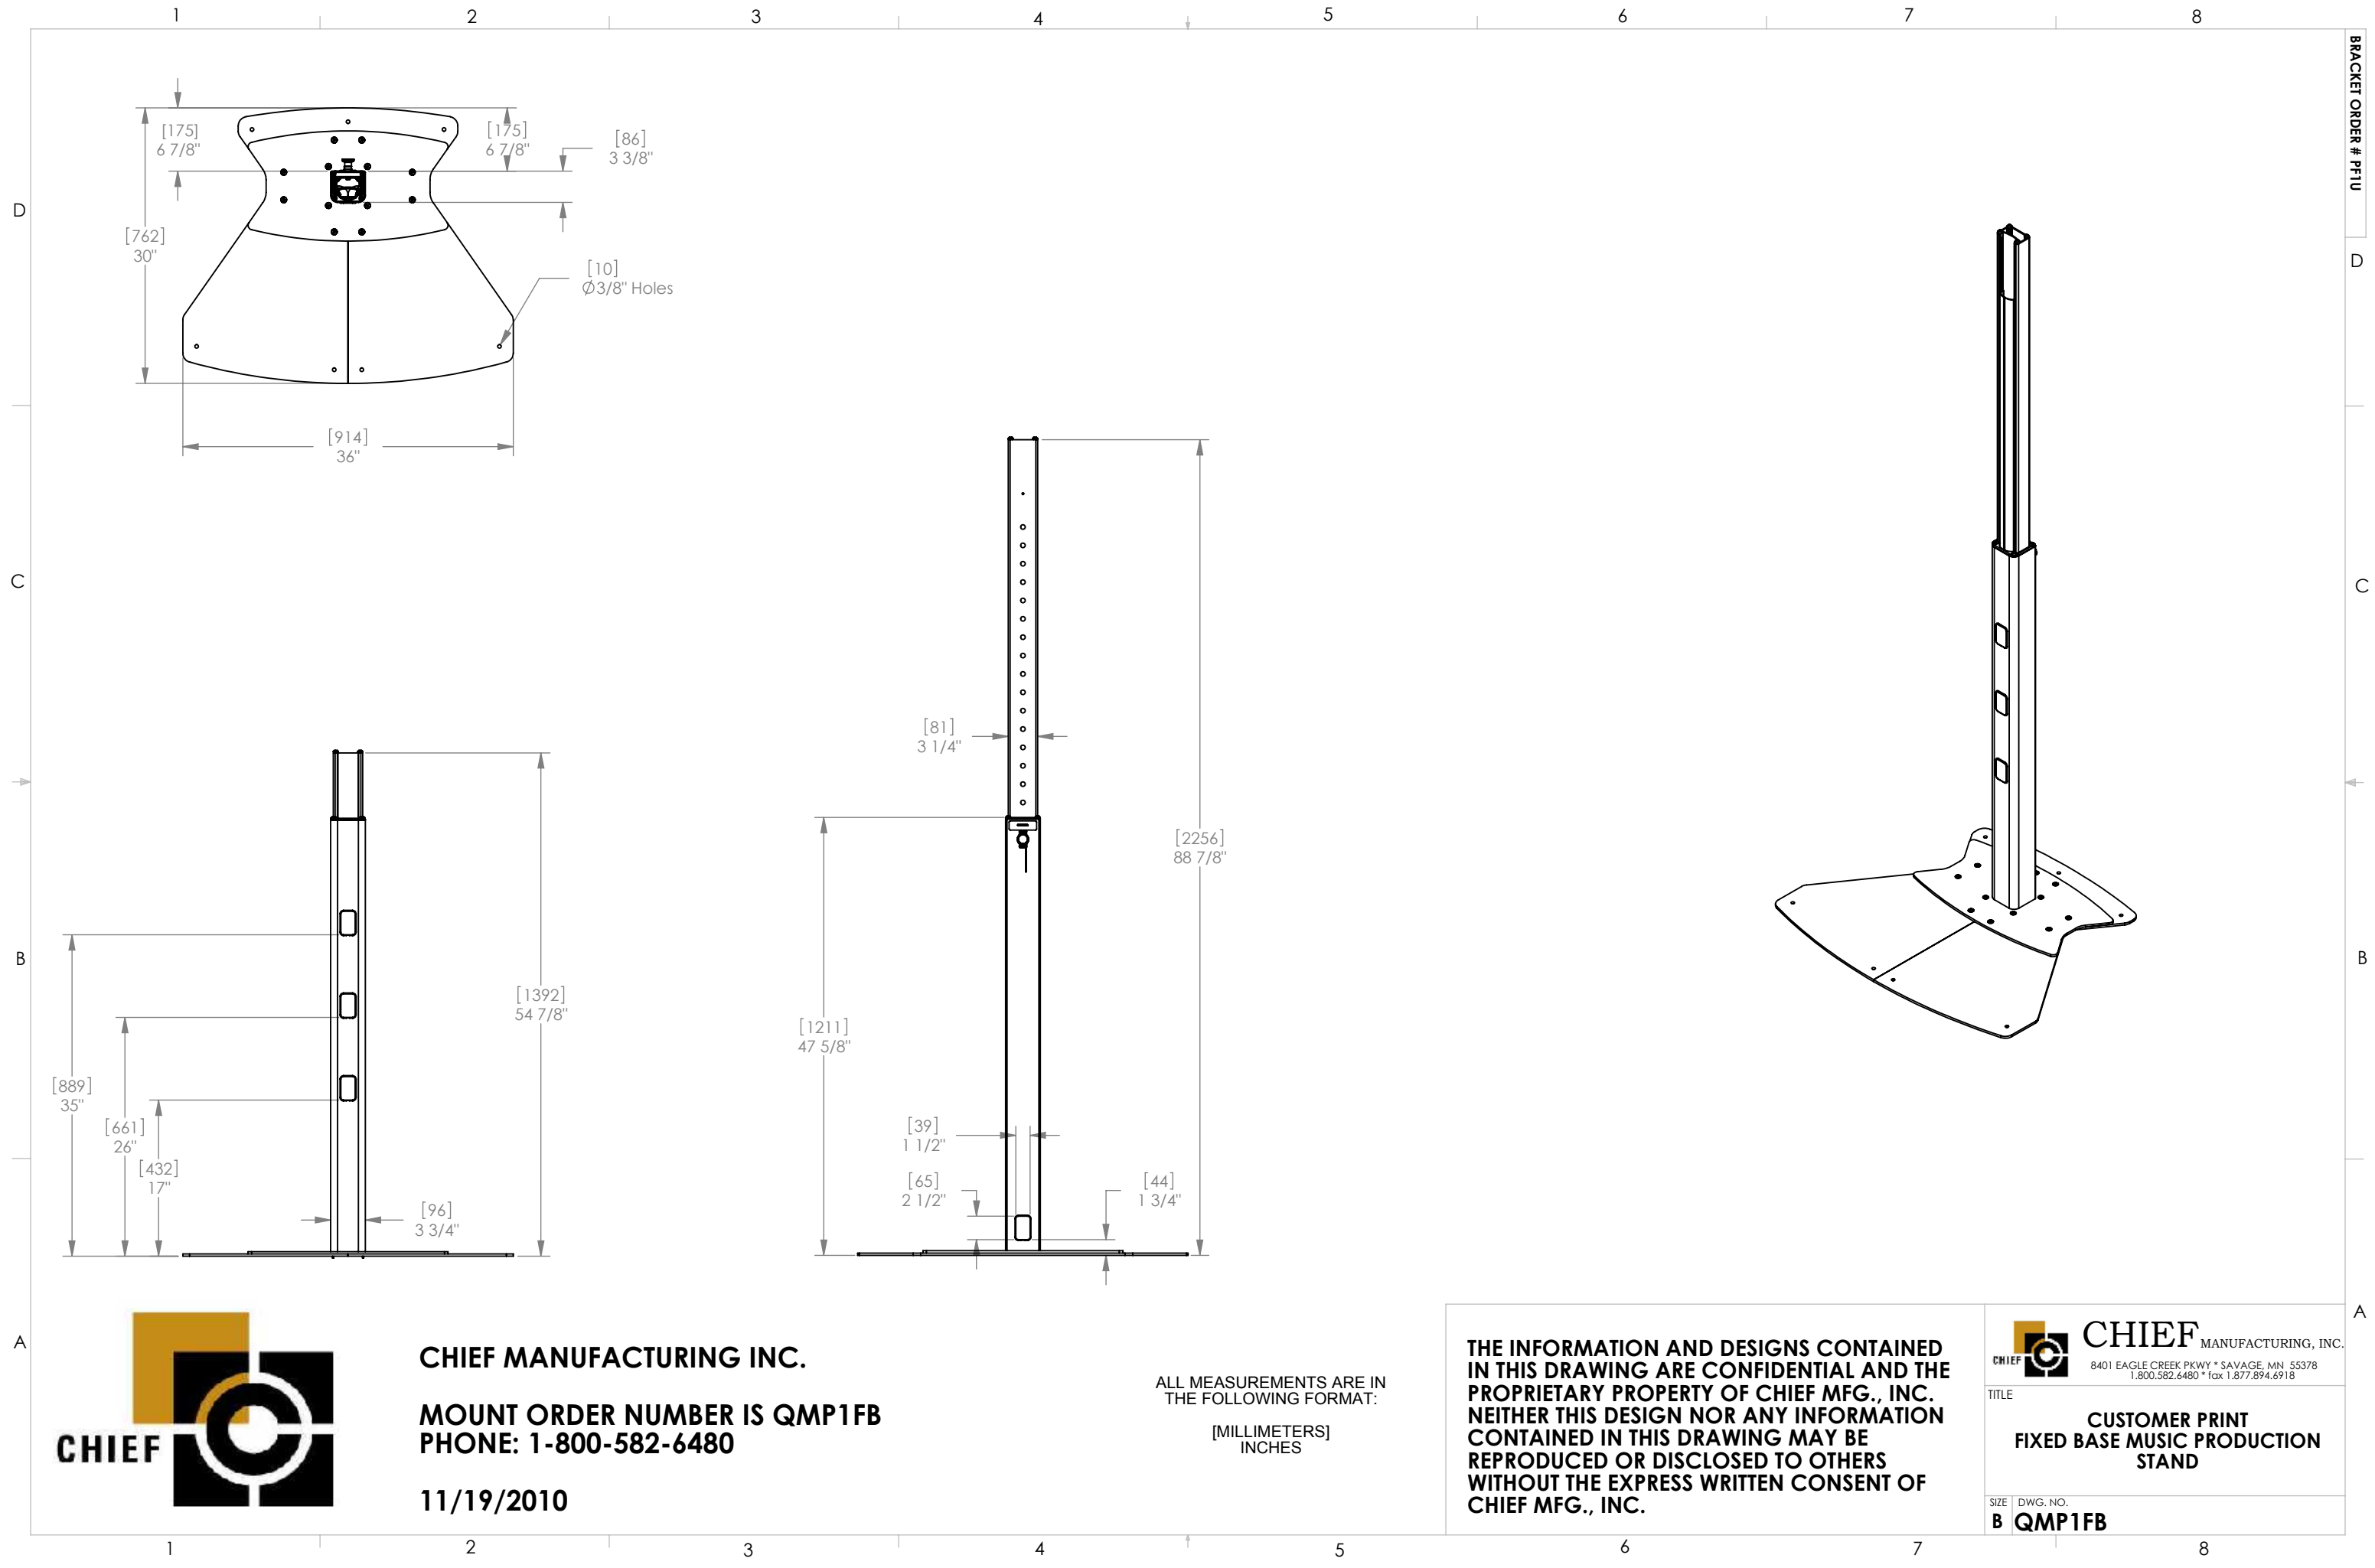 1 2 3 4 5 6 7 8
BRACKET ORDER # PF1U
[175]
6 7/8"
[175]
6 7/8"
[86]
3 3/8"
D
D
[762]
30"
[10]
Ø3/8" Holes
[914]
36"
C
C
[81]
3 1/4"
[2256]
88 7/8"
B
B
[1392]
54 7/8"
[1211]
47 5/8"
[889]
35"
[661]
26"
[432]
17"
[96]
3 3/4"
[39]
1 1/2"
[65]
2 1/2"
[44]
1 3/4"
A
A
CHIEF
CHIEF MANUFACTURING INC.
MOUNT ORDER NUMBER IS QMP1FB
PHONE: 1-800-582-6480
11/19/2010
ALL MEASUREMENTS ARE IN
THE FOLLOWING FORMAT:
[MILLIMETERS]
INCHES
THE INFORMATION AND DESIGNS CONTAINED
IN THIS DRAWING ARE CONFIDENTIAL AND THE
PROPRIETARY PROPERTY OF CHIEF MFG., INC.
NEITHER THIS DESIGN NOR ANY INFORMATION
CONTAINED IN THIS DRAWING MAY BE
REPRODUCED OR DISCLOSED TO OTHERS
WITHOUT THE EXPRESS WRITTEN CONSENT OF
CHIEF MFG., INC.
CHIEF
CHIEF MANUFACTURING, INC.
8401 EAGLE CREEK PKWY * SAVAGE, MN 55378
1.800.582.6480 * fax 1.877.894.6918
TITLE
CUSTOMER PRINT
FIXED BASE MUSIC PRODUCTION
STAND
SIZE DWG. NO.
B QMP1FB
1 2 3 4 5 6 7 8